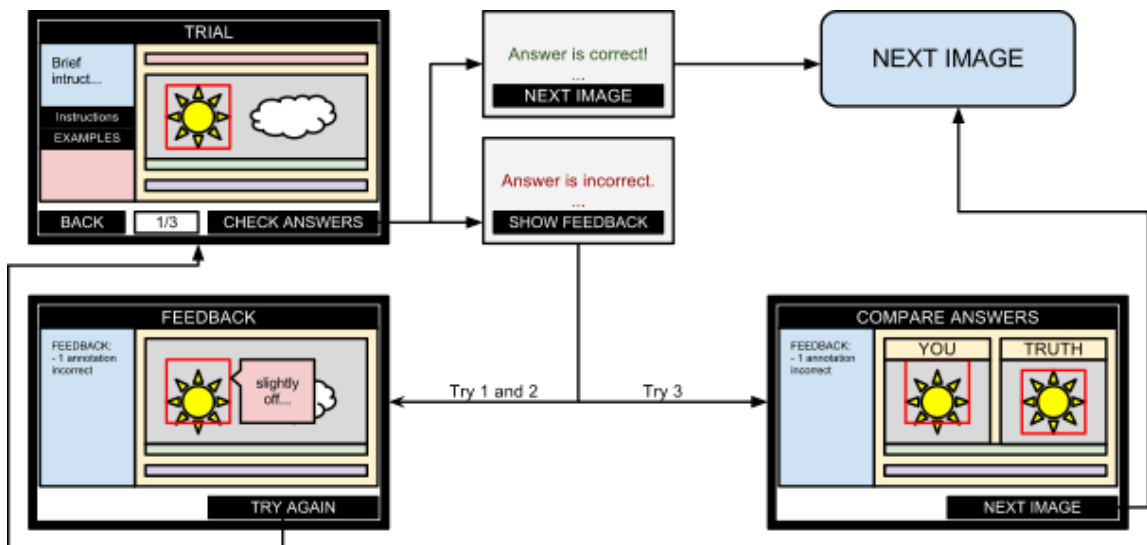 TRIAL
Brief
intruct...
Instructions
EXAMPLES
BACK
1/3
CHECK ANSWERS
Answer is correct!
...
NEXT IMAGE
Answer is incorrect.
...
SHOW FEEDBACK
NEXT IMAGE
FEEDBACK
FEEDBACK:
- 1 annotation
incorrect
slightly
off...
TRY AGAIN
Try 1 and 2
Try 3
COMPARE ANSWERS
FEEDBACK:
- 1 annotation
incorrect
YOU
TRUTH
NEXT IMAGE